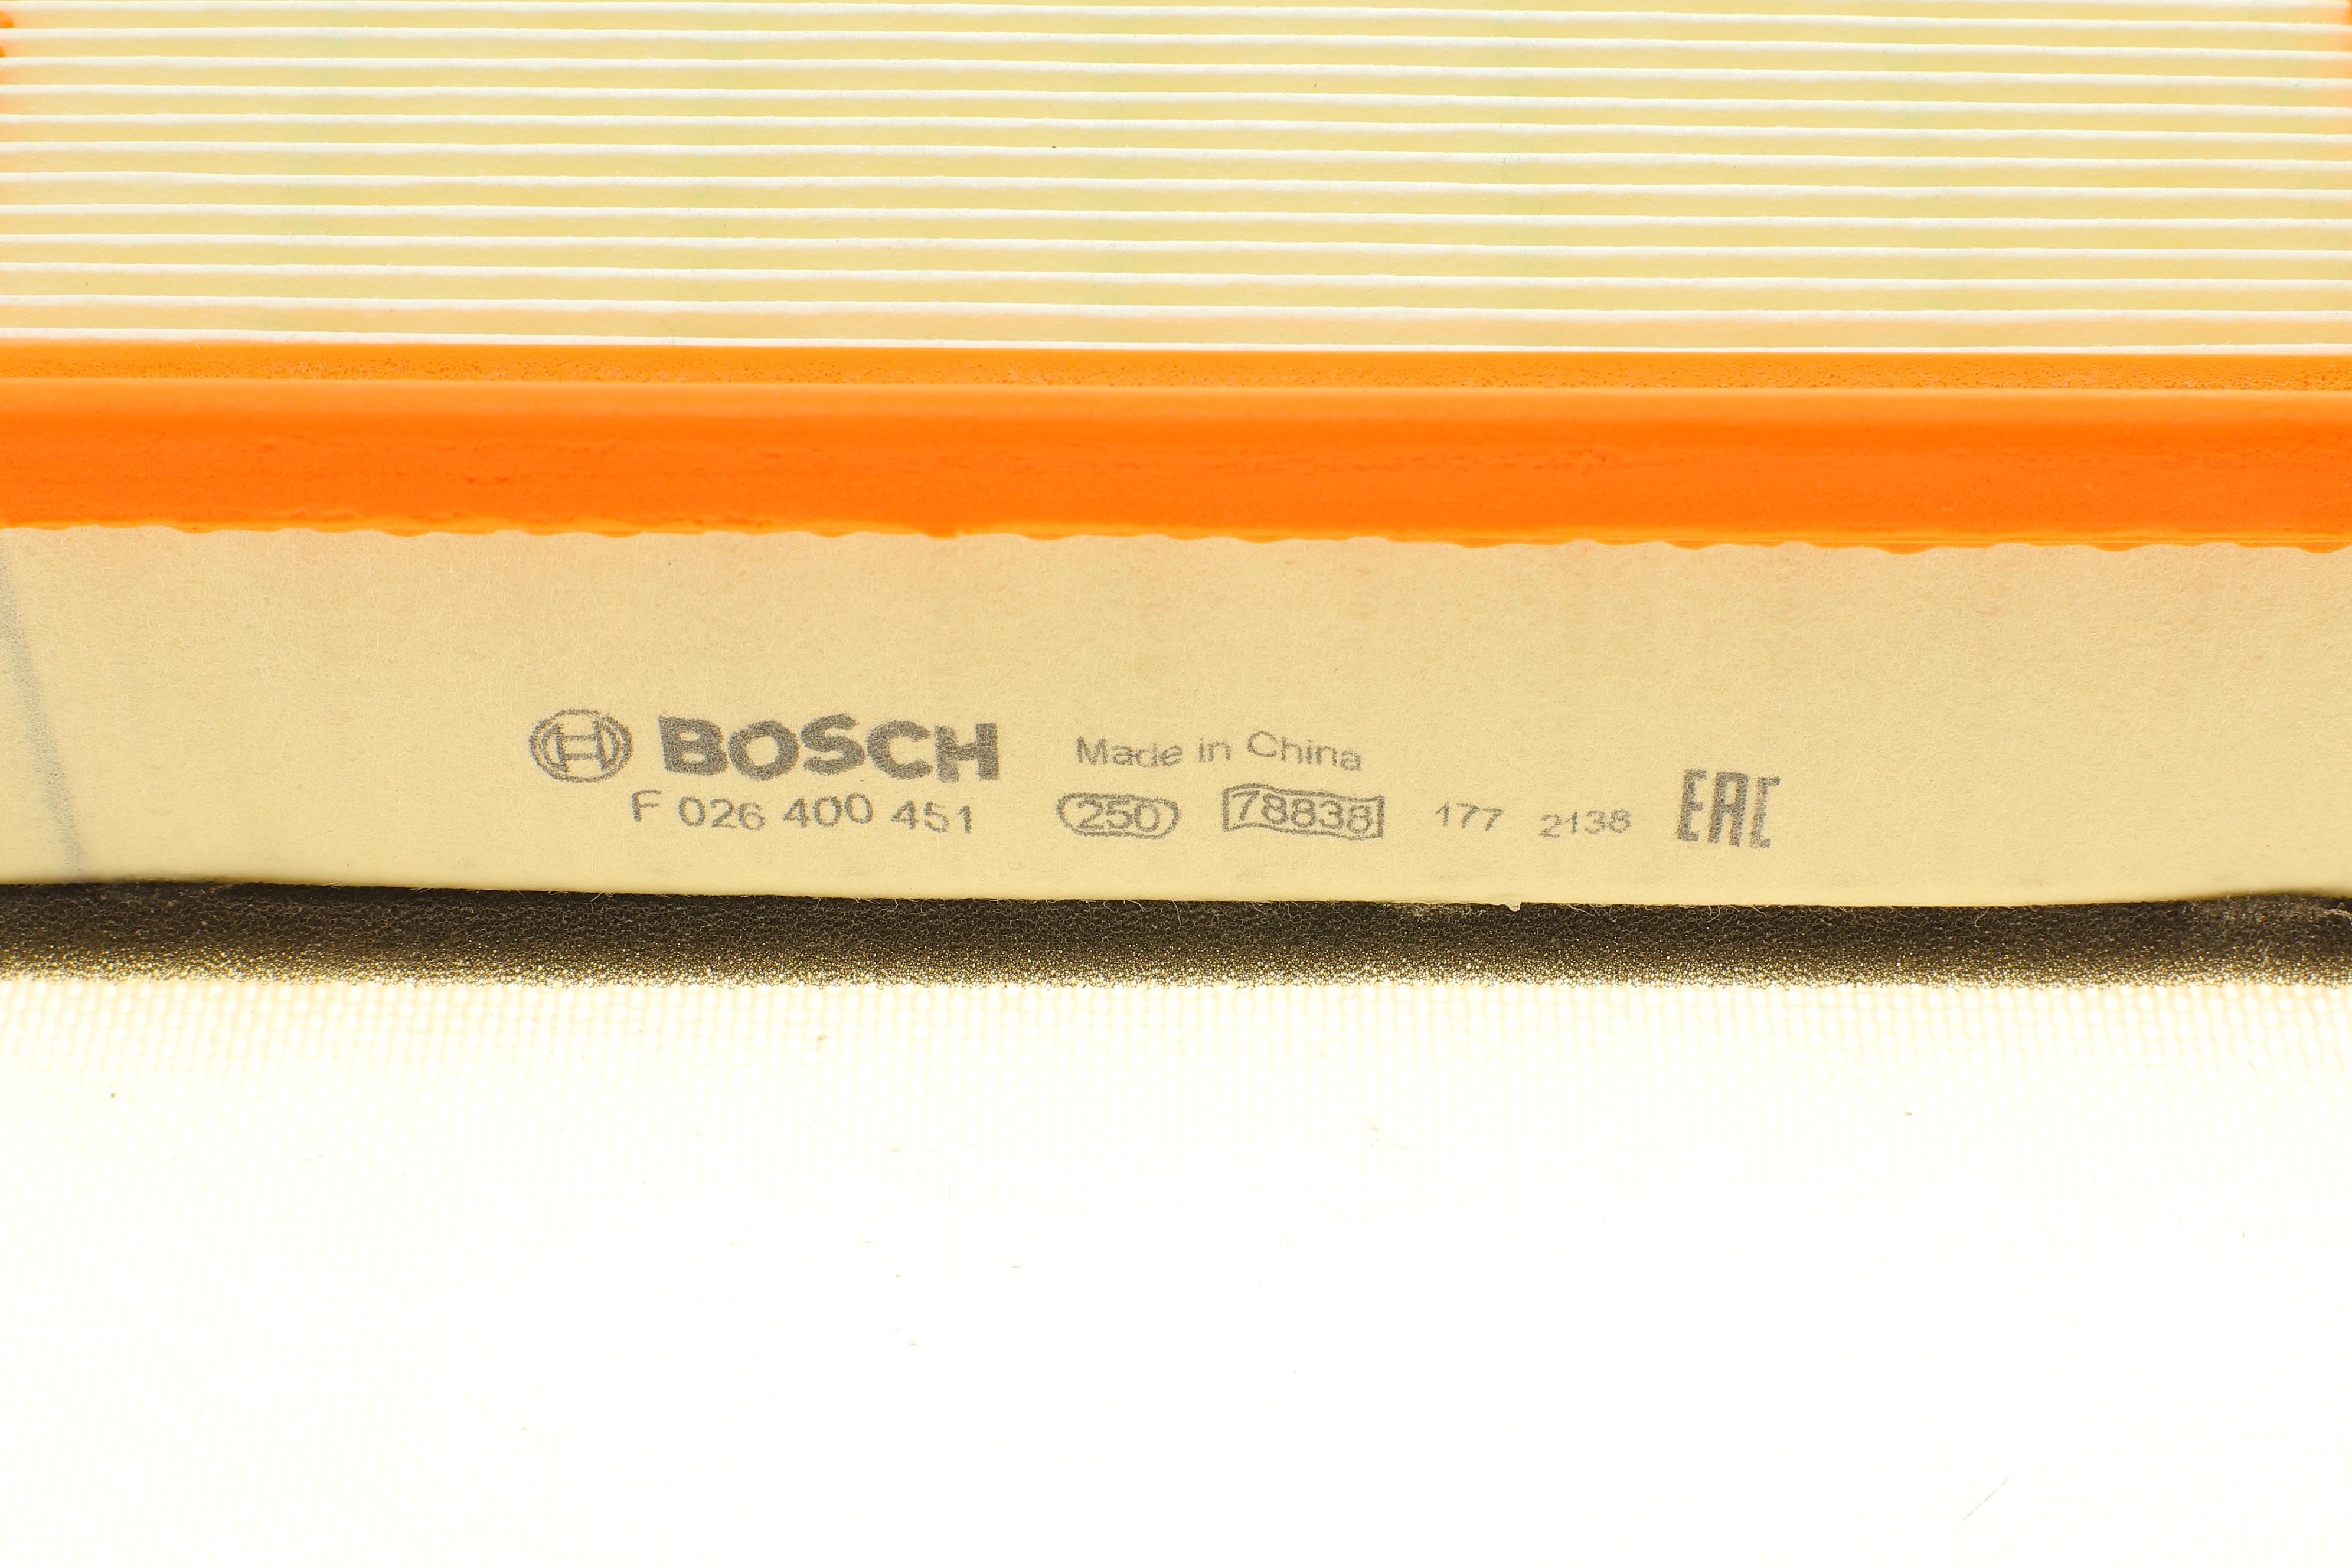 BOSCH Made in China
F 026 400 451 250 78838 177 2138 EAC